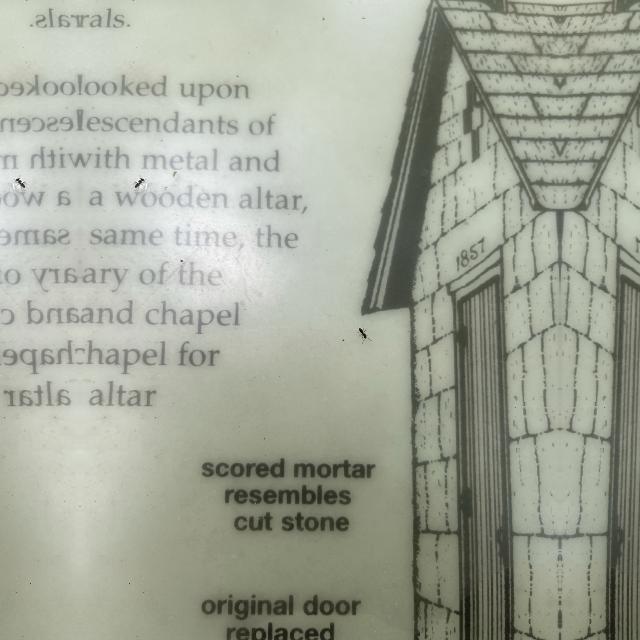 looked upon
escendants of
with metal and
a wooden altar,
same time, the
ary of the
and chapel
chapel for
altar
1857
scored mortar
resembles
cut stone
original door
replaced